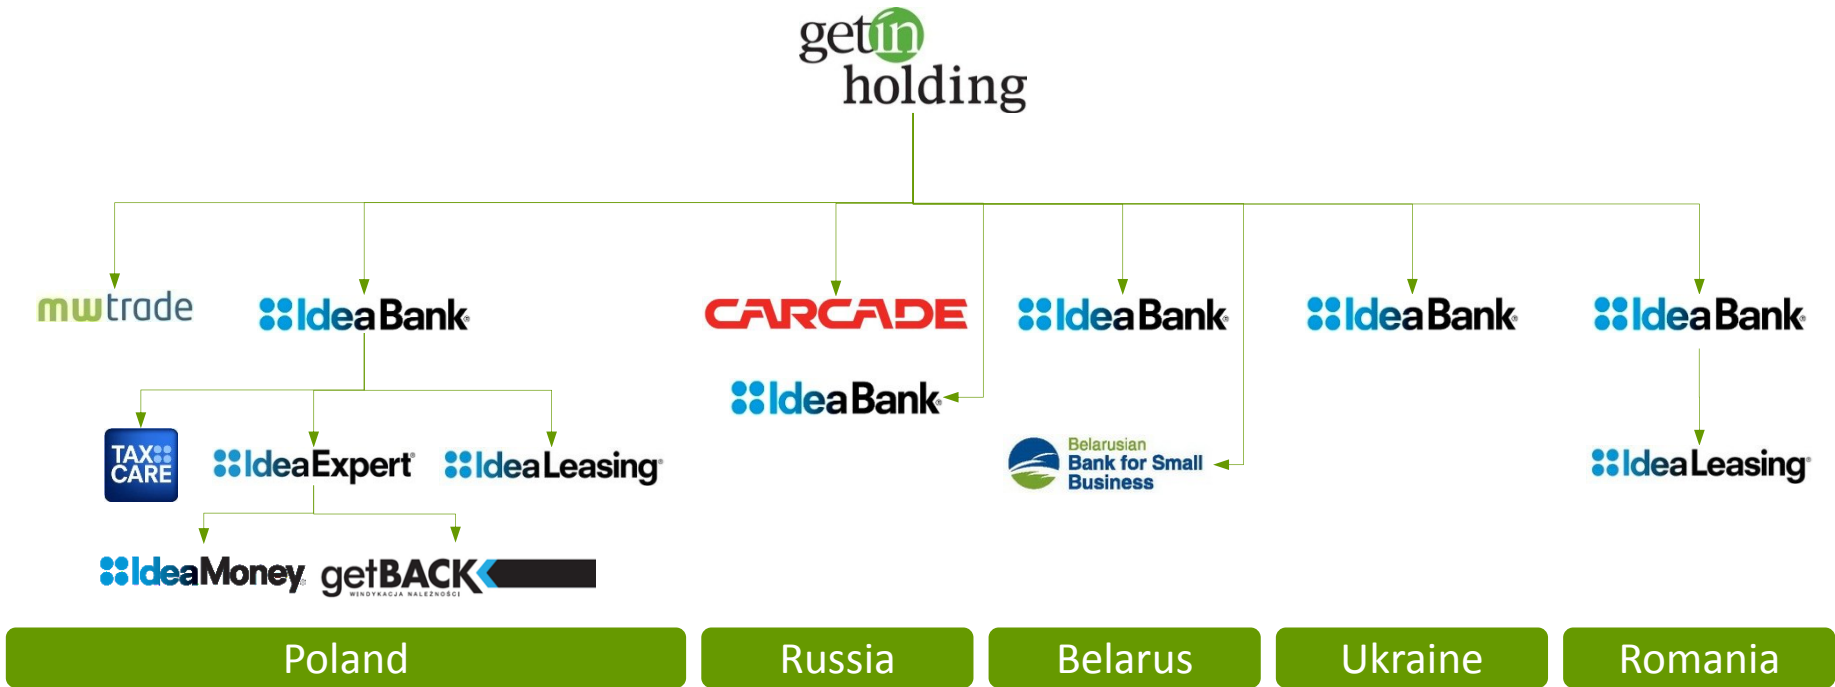 getin
holding
mwtrade
IdeaBank
CARCADE
IdeaBank
IdeaBank
IdeaBank
IdeaBank
TAX
CARE
IdeaExpert
IdeaLeasing
Belarusian
Bank for Small
Business
IdeaLeasing
IdeaMoney
getBACK
WINDYKACJA NALEŻNOŚCI
Poland
Russia
Belarus
Ukraine
Romania